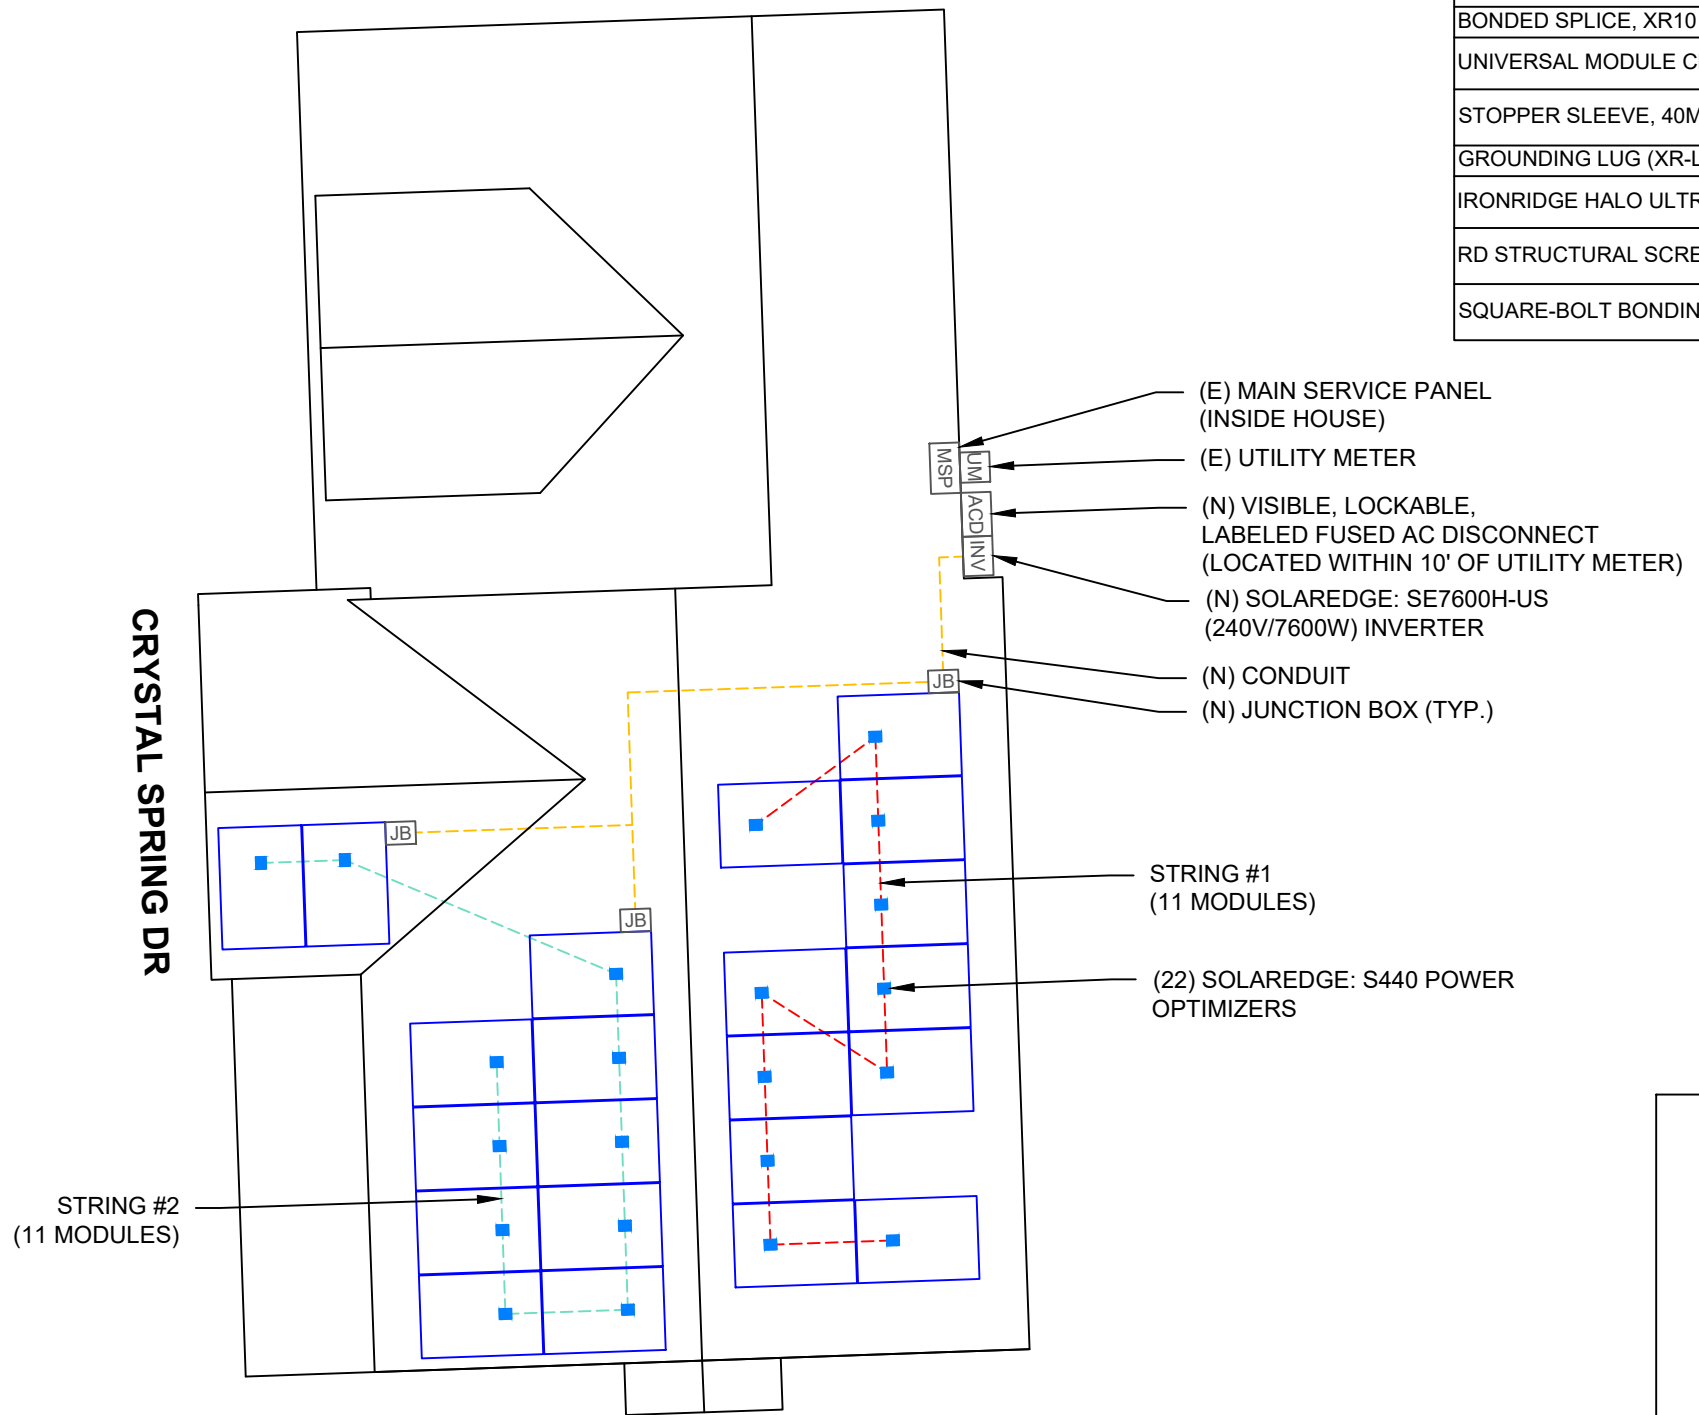 BONDED SPLICE, XR10
UNIVERSAL MODULE C
STOPPER SLEEVE, 40M
GROUNDING LUG (XR-L
IRONRIDGE HALO ULTR
RD STRUCTURAL SCRE
SQUARE-BOLT BONDIN
(E) MAIN SERVICE PANEL
(INSIDE HOUSE)
(E) UTILITY METER
(N) VISIBLE, LOCKABLE,
LABELED FUSED AC DISCONNECT
(LOCATED WITHIN 10' OF UTILITY METER)
(N) SOLAREDGE: SE7600H-US
(240V/7600W) INVERTER
(N) CONDUIT
(N) JUNCTION BOX (TYP.)
MSP
UM
ACD
INV
JB
JB
JB
CRYSTAL SPRING DR
STRING #1
(11 MODULES)
(22) SOLAREDGE: S440 POWER
OPTIMIZERS
STRING #2
(11 MODULES)